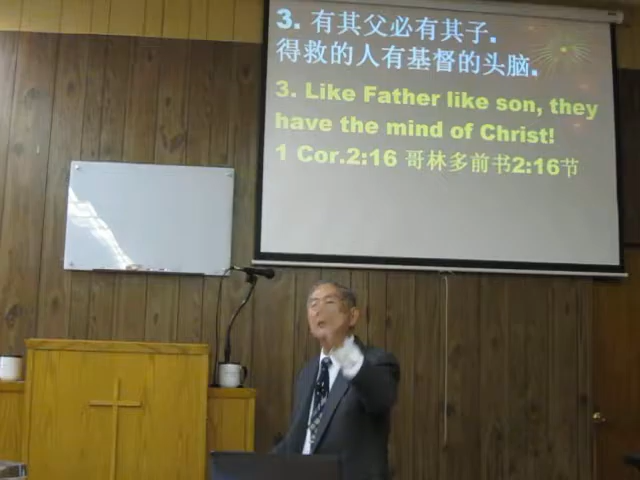 3. 有其父必有其子.
得救的人有基督的头脑.
3. Like Father like son, they
have the mind of Christ!
1 Cor.2:16 哥林多前书2:16节